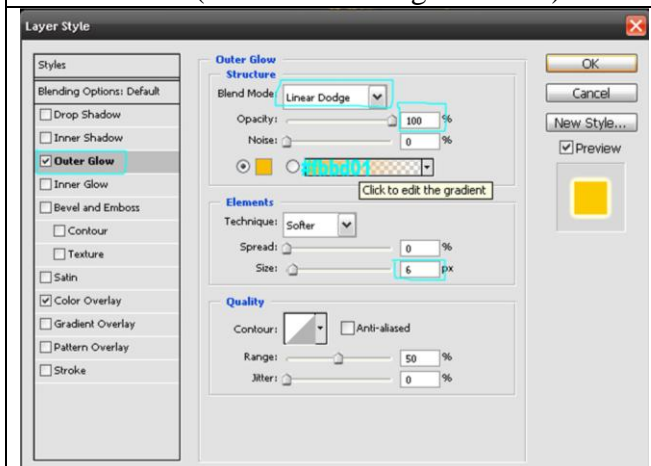 Layer Style
Styles
Blending Options: Default
Drop Shadow
Inner Shadow
Outer Glow
Inner Glow
Bevel and Emboss
Contour
Texture
Satin
Color Overlay
Gradient Overlay
Pattern Overlay
Stroke
Outer Glow
Structure
Blend Mode: Linear Dodge
Opacity: 100 %
Noise: 0 %
#fbbd01
Click to edit the gradient
Elements
Technique: Softer
Spread: 0 %
Size: 6 px
Quality
Contour: Anti-aliased
Range: 50 %
Jitter: 0 %
OK
Cancel
New Style...
Preview